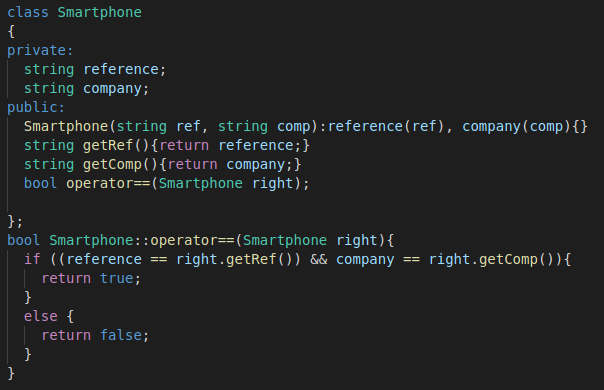 class Smartphone
{
private:
  string reference;
  string company;
public:
  Smartphone(string ref, string comp):reference(ref), company(comp){}
  string getRef(){return reference;}
  string getComp(){return company;}
  bool operator==(Smartphone right);

};
bool Smartphone::operator==(Smartphone right){
  if ((reference == right.getRef()) && company == right.getComp()){
    return true;
  }
  else {
    return false;
  }
}